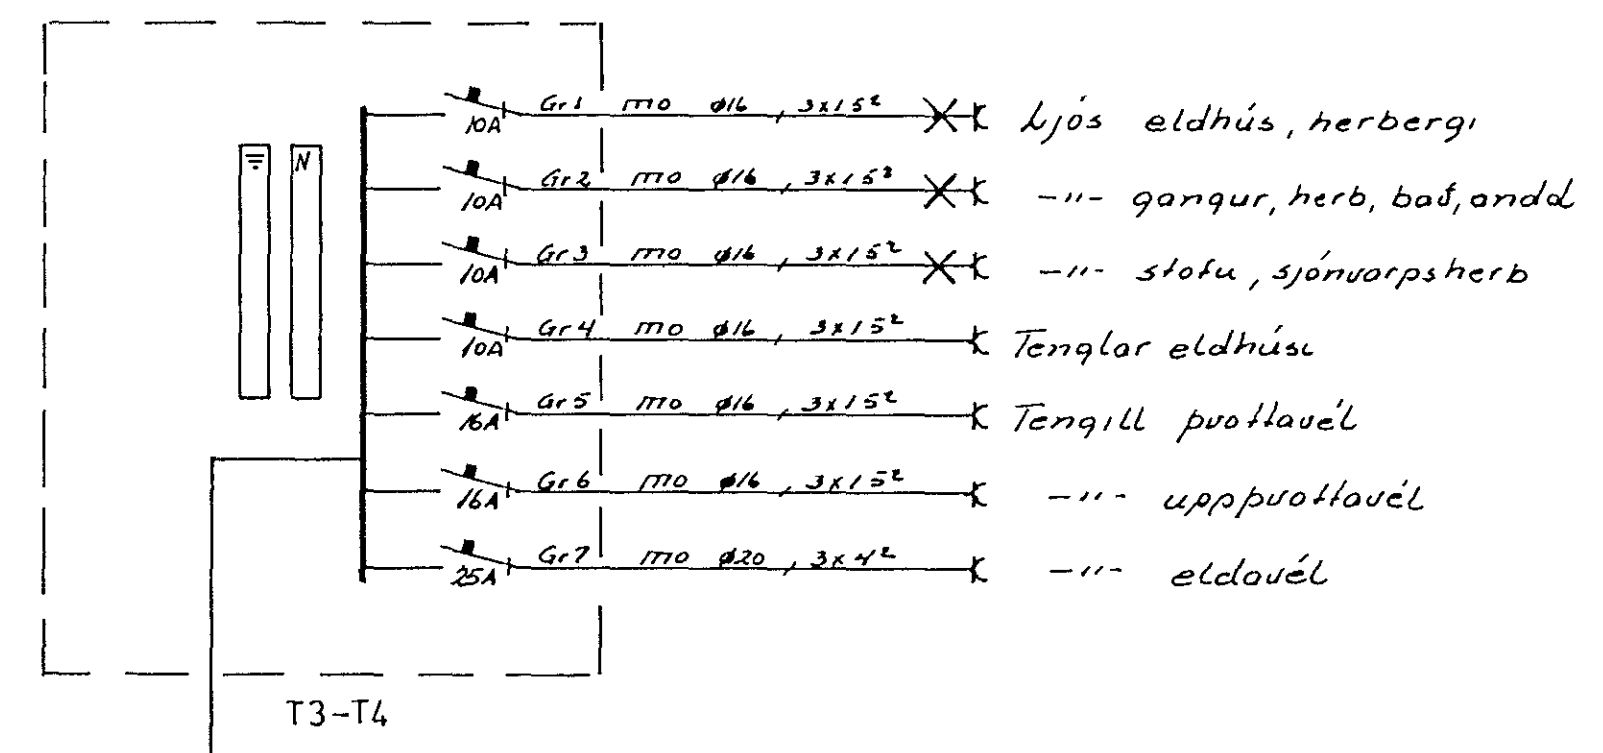 Gr1 mo ø16, 3x1 5² Ljós eldhús, herbergi
10A
N
Gr2 mo ø16, 3x1 5² -"- gangur, herb, bað, andd
10A
Gr3 mo ø16, 3x1 5² -"- stofu, sjónvarpsherb
10A
Gr4 mo ø16, 3x1 5² Tenglar eldhúsi
10A
Gr5 mo ø16, 3x1 5² Tengill þvottavél
16A
Gr6 mo ø16, 3x1 5² -"- uppþvottavél
16A
Gr7 mo ø20, 3x4² -"- eldavél
25A
T3-T4